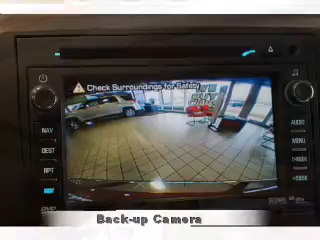 Check Surroundings for Safety
NAV
DEST
RPT
AUDIO
MENU
Back-up Camera